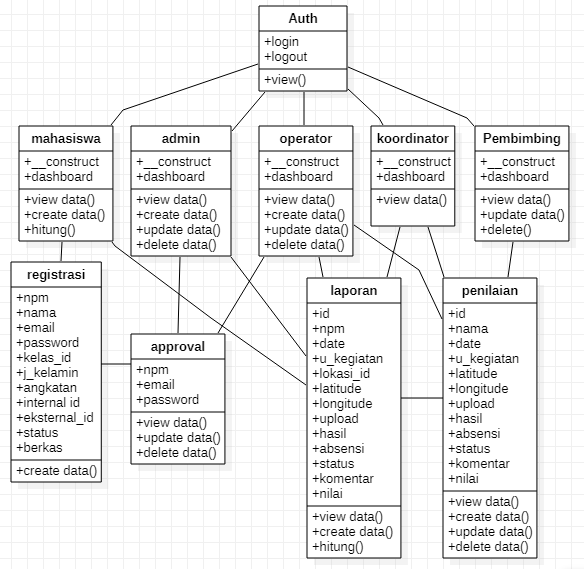 Auth
+login
+logout
+view()
mahasiswa
+__construct
+dashboard
+view data()
+create data()
+hitung()
admin
+__construct
+dashboard
+view data()
+create data()
+update data()
+delete data()
operator
+__construct
+dashboard
+view data()
+create data()
+update data()
+delete data()
koordinator
+__construct
+dashboard
+view data()
Pembimbing
+__construct
+dashboard
+view data()
+update data()
+delete()
registrasi
+npm
+nama
+email
+password
+kelas_id
+j_kelamin
+angkatan
+internal id
+eksternal_id
+status
+berkas
+create data()
approval
+npm
+email
+password
+view data()
+update data()
+delete data()
laporan
+id
+npm
+date
+u_kegiatan
+lokasi_id
+latitude
+longitude
+upload
+hasil
+absensi
+status
+komentar
+nilai
+view data()
+create data()
+hitung()
penilaian
+id
+nama
+date
+u_kegiatan
+latitude
+longitude
+upload
+hasil
+absensi
+status
+komentar
+nilai
+view data()
+create data()
+update data()
+delete data()